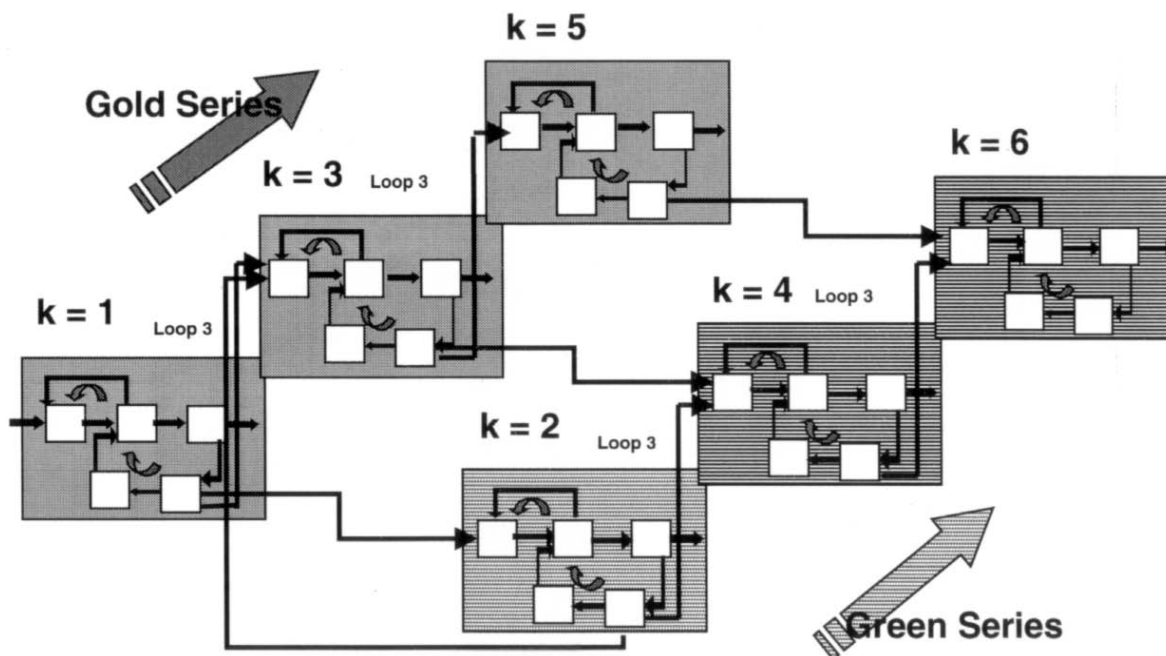 k = 5
Gold Series
k = 6
k = 3
Loop 3
k = 4
Loop 3
k = 1
Loop 3
k = 2
Loop 3
Green Series